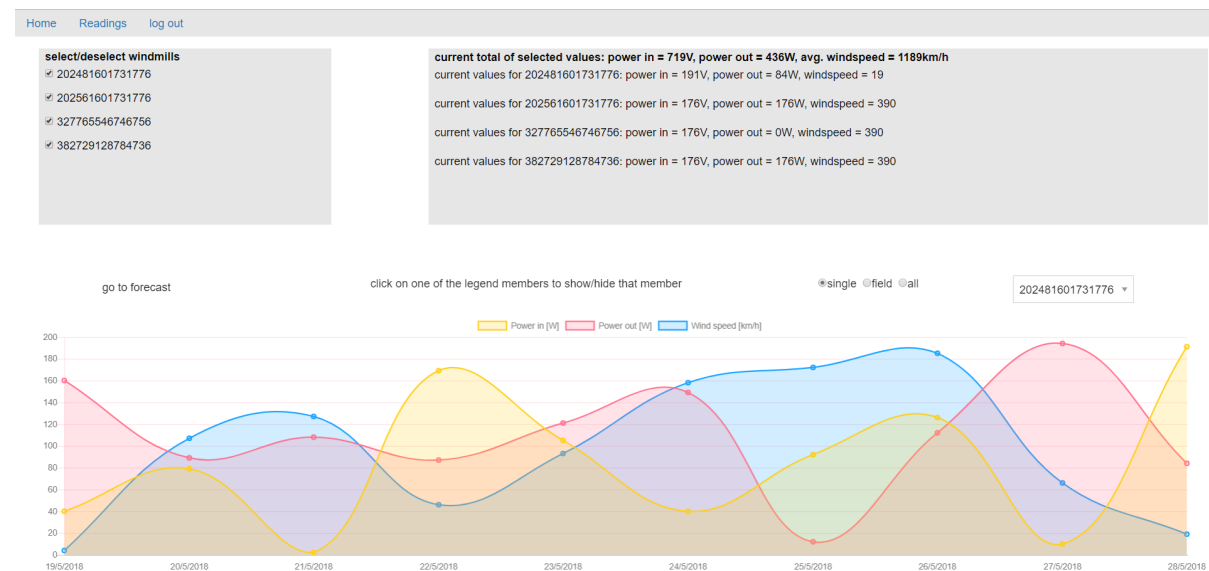 Home Readings log out
select/deselect windmills
202481601731776
202561601731776
327765546746756
382729128784736
current total of selected values: power in = 719V, power out = 436W, avg. windspeed = 1189km/h
current values for 202481601731776: power in = 191V, power out = 84W, windspeed = 19
current values for 202561601731776: power in = 176V, power out = 176W, windspeed = 390
current values for 327765546746756: power in = 176V, power out = 0W, windspeed = 390
current values for 382729128784736: power in = 176V, power out = 176W, windspeed = 390
go to forecast click on one of the legend members to show/hide that member single field all 202481601731776
Power in [W] Power out [W] Wind speed [km/h]
200
180
160
140
120
100
80
60
40
20
0
19/5/2018 20/5/2018 21/5/2018 22/5/2018 23/5/2018 24/5/2018 25/5/2018 26/5/2018 27/5/2018 28/5/2018